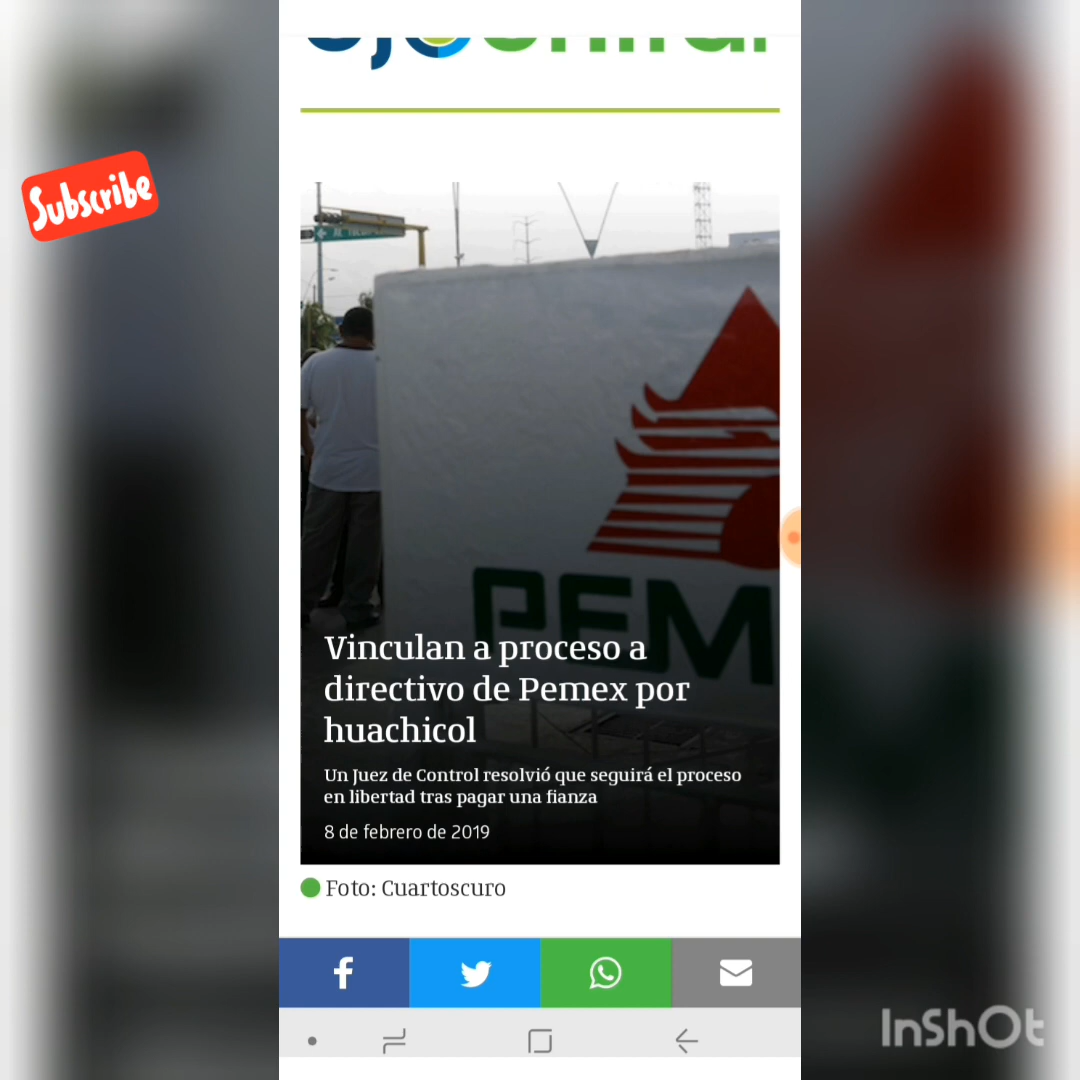 Subscribe
PEM
Vinculan a proceso a
directivo de Pemex por
huachicol
Un Juez de Control resolvió que seguirá el proceso
en libertad tras pagar una fianza
8 de febrero de 2019
Foto: Cuartoscuro
InShOt